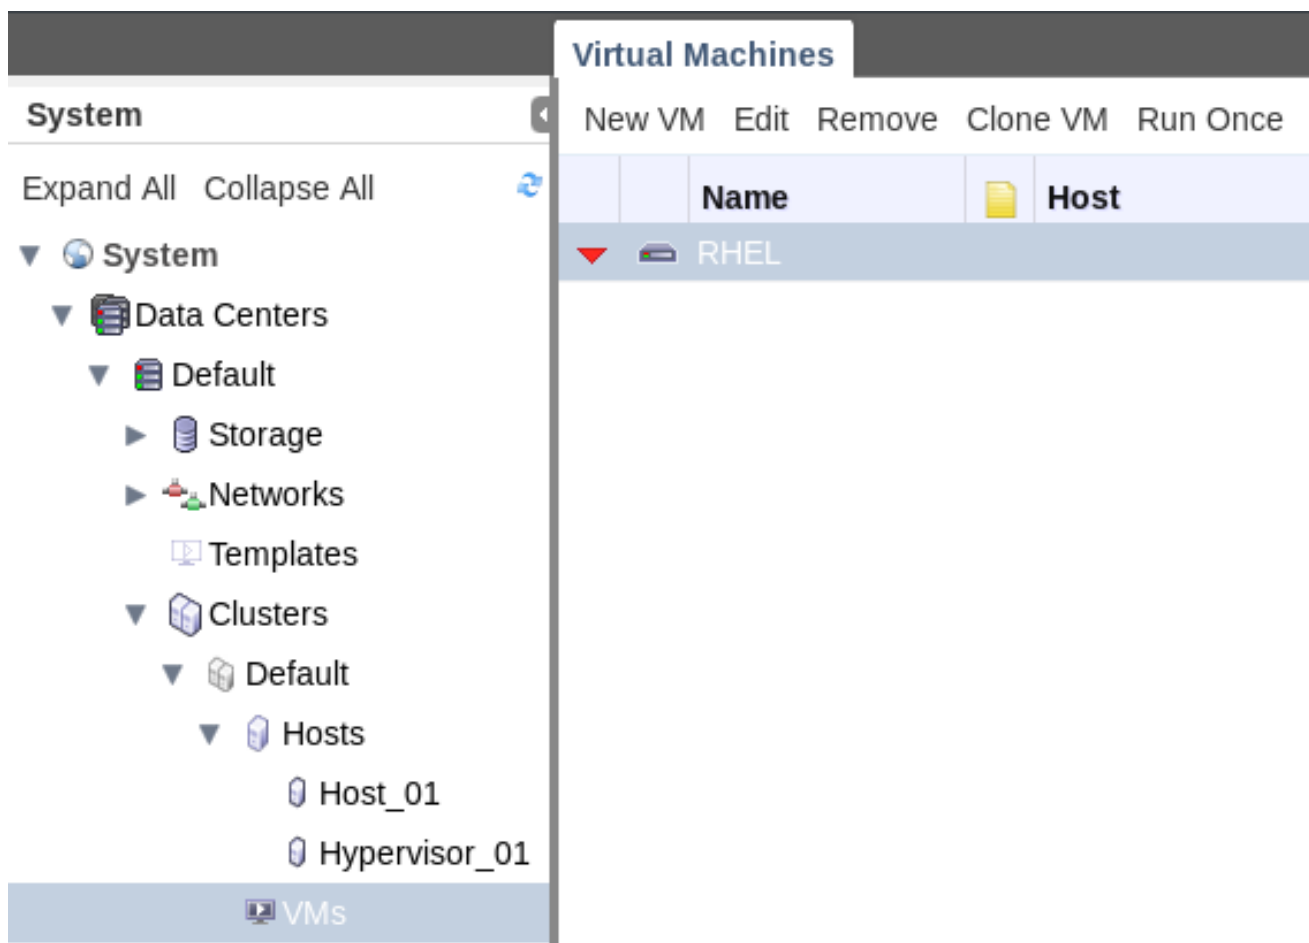 Virtual Machines
System
New VM Edit Remove Clone VM Run Once
Expand All Collapse All
Name Host
System
RHEL
Data Centers
Default
Storage
Networks
Templates
Clusters
Default
Hosts
Host_01
Hypervisor_01
VMs